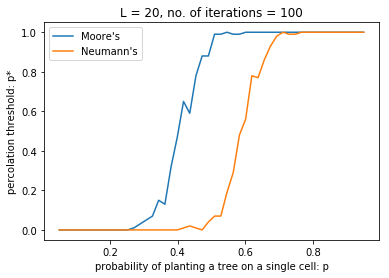 L = 20, no. of iterations = 100
Moore's
Neumann's
percolation threshold: p*
1.0
0.8
0.6
0.4
0.2
0.0
0.2
0.4
0.6
0.8
probability of planting a tree on a single cell: p